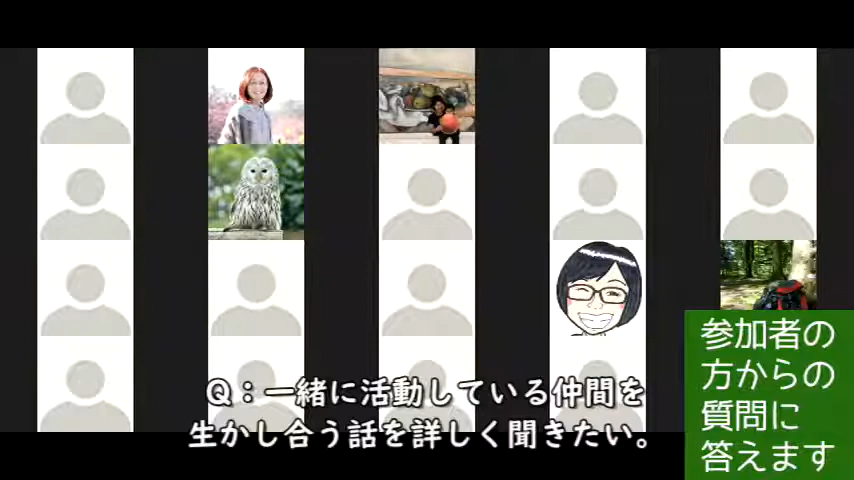 Q：一緒に活動している仲間を
生かし合う話を詳しく聞きたい。
参加者の
方からの
質問に
答えます